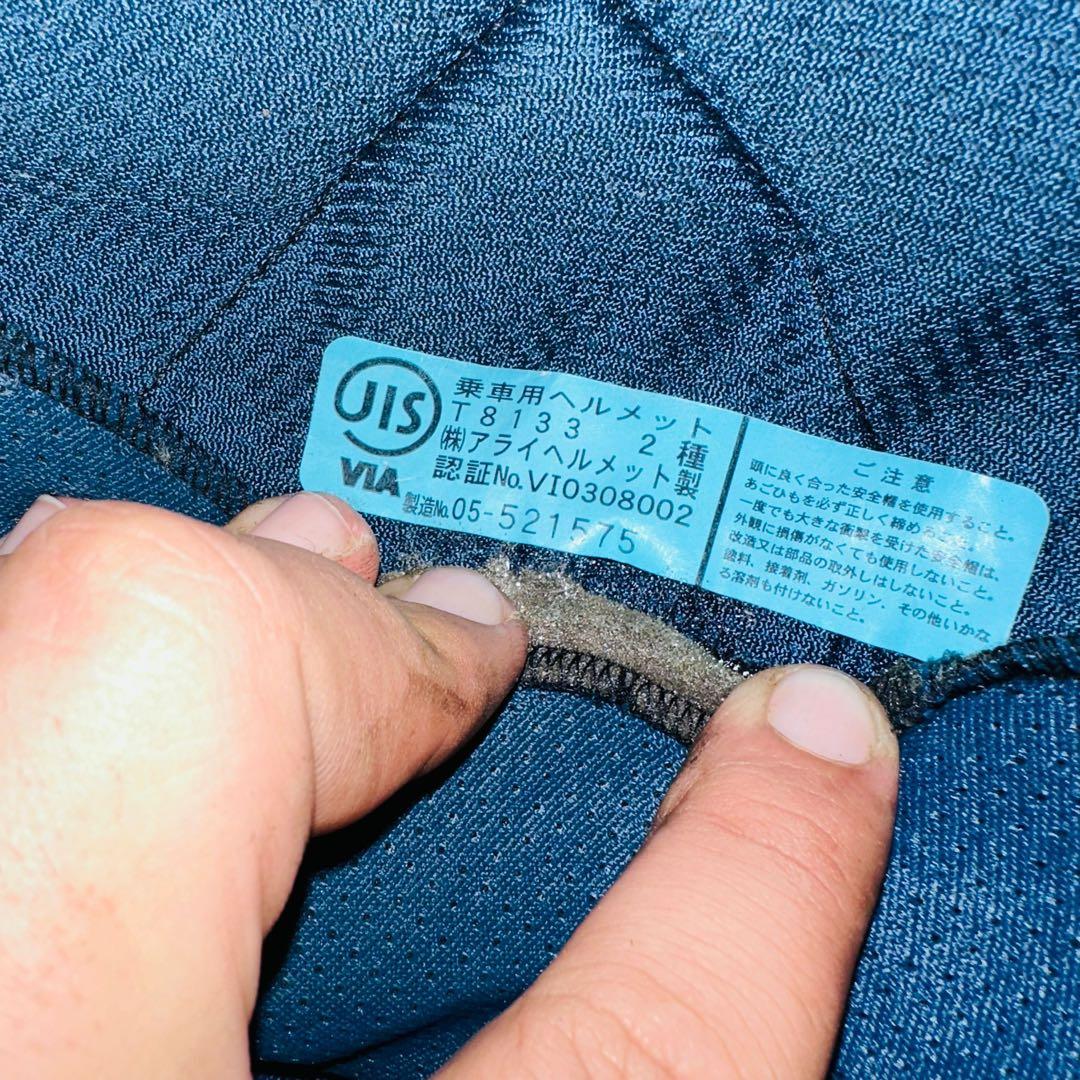 JIS
VIA
乗車用ヘルメット
T8133 2種
㈱アライヘルメット製
認証No.VI0308002
製造No.05-521575
ご注意
頭に良く合った安全帽を使用すること。
あごひもを必ず正しく締めること。
一度でも大きな衝撃を受けた安全帽は、
外観に損傷がなくても使用しないこと。
改造又は部品の取外しはしないこと。
塗料、接着剤、ガソリン、その他いかな
る溶剤も付けないこと。